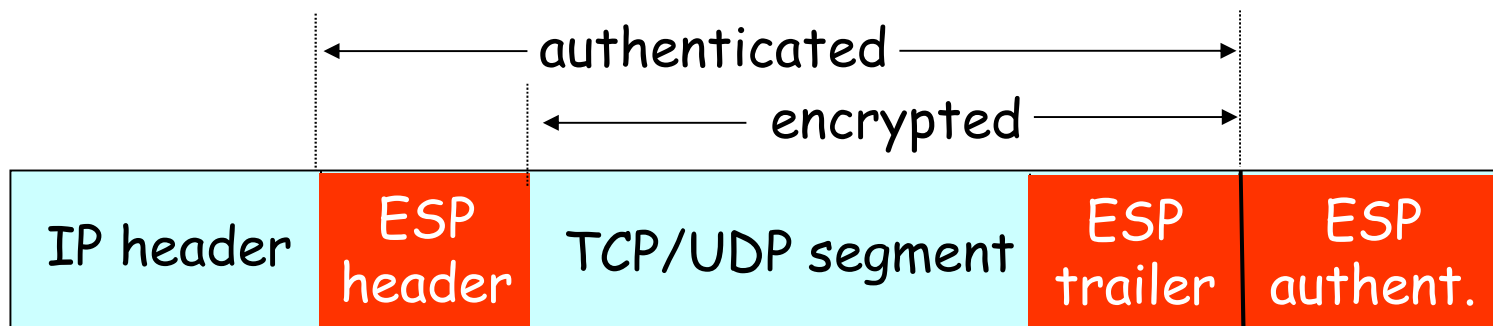 authenticated
encrypted
IP header
ESP
header
TCP/UDP segment
ESP
trailer
ESP
authent.